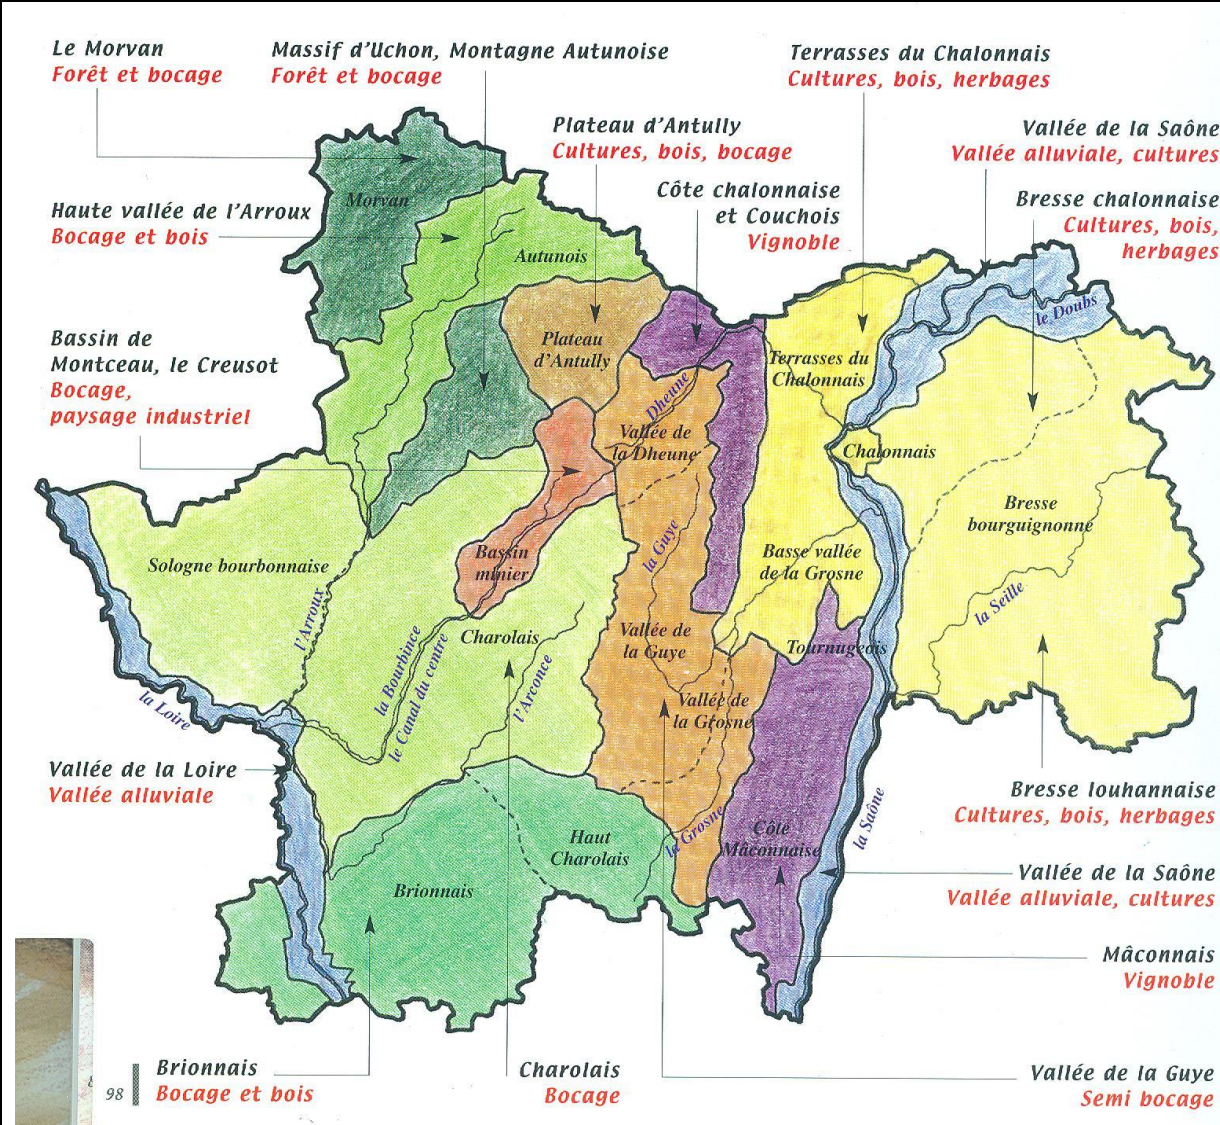 Le Morvan
Forêt et bocage
Massif d'Uchon, Montagne Autunoise
Forêt et bocage
Terrasses du Chalonnais
Cultures, bois, herbages
Plateau d'Antully
Cultures, bois, bocage
Vallée de la Saône
Vallée alluviale, cultures
Côte chalonnaise
et Couchois
Vignoble
Bresse chalonnaise
Cultures, bois,
herbages
Haute vallée de l'Arroux
Bocage et bois
Morvan
Autunois
Bassin de
Montceau, le Creusot
Bocage,
paysage industriel
Plateau
d'Antully
le Doubs
Terrasses du
Chalonnais
Dheune
Vallée de
la Dheune
Chalonnais
Bresse
bourguignonne
Sologne bourbonnaise
Bassin
minier
la Guye
Basse vallée
de la Grosne
la Seille
l'Arroux
Charolais
la Bourbince
le Canal du centre
l'Arconce
Vallée de
la Guye
Tournugeois
Vallée de
la Grosne
la Loire
Vallée de la Loire
Vallée alluviale
Bresse louhannaise
Cultures, bois, herbages
la Saône
la Grosne
Côte
Mâconnaise
Haut
Charolais
Brionnais
Vallée de la Saône
Vallée alluviale, cultures
Mâconnais
Vignoble
Brionnais
Bocage et bois
Charolais
Bocage
Vallée de la Guye
Semi bocage
98